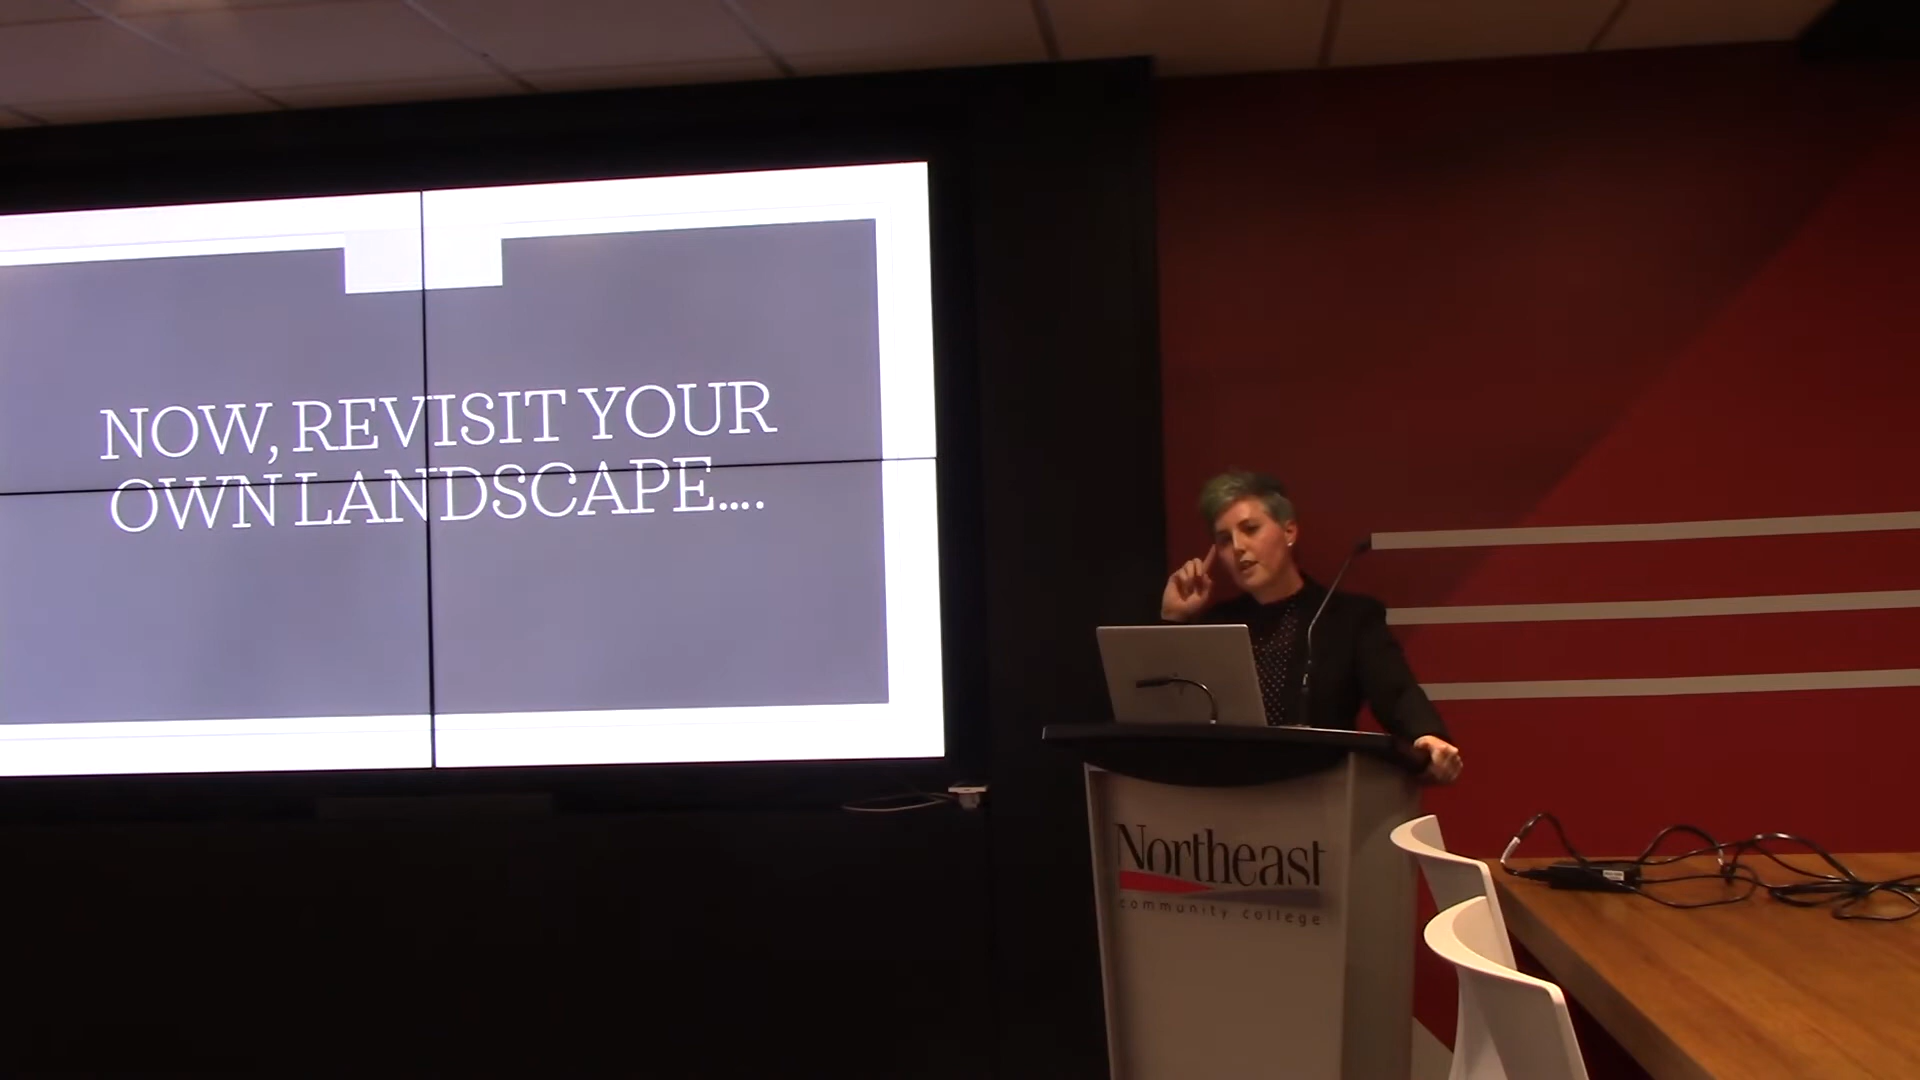 NOW, REVISIT YOUR
OWN LANDSCAPE....
Northeast
community college